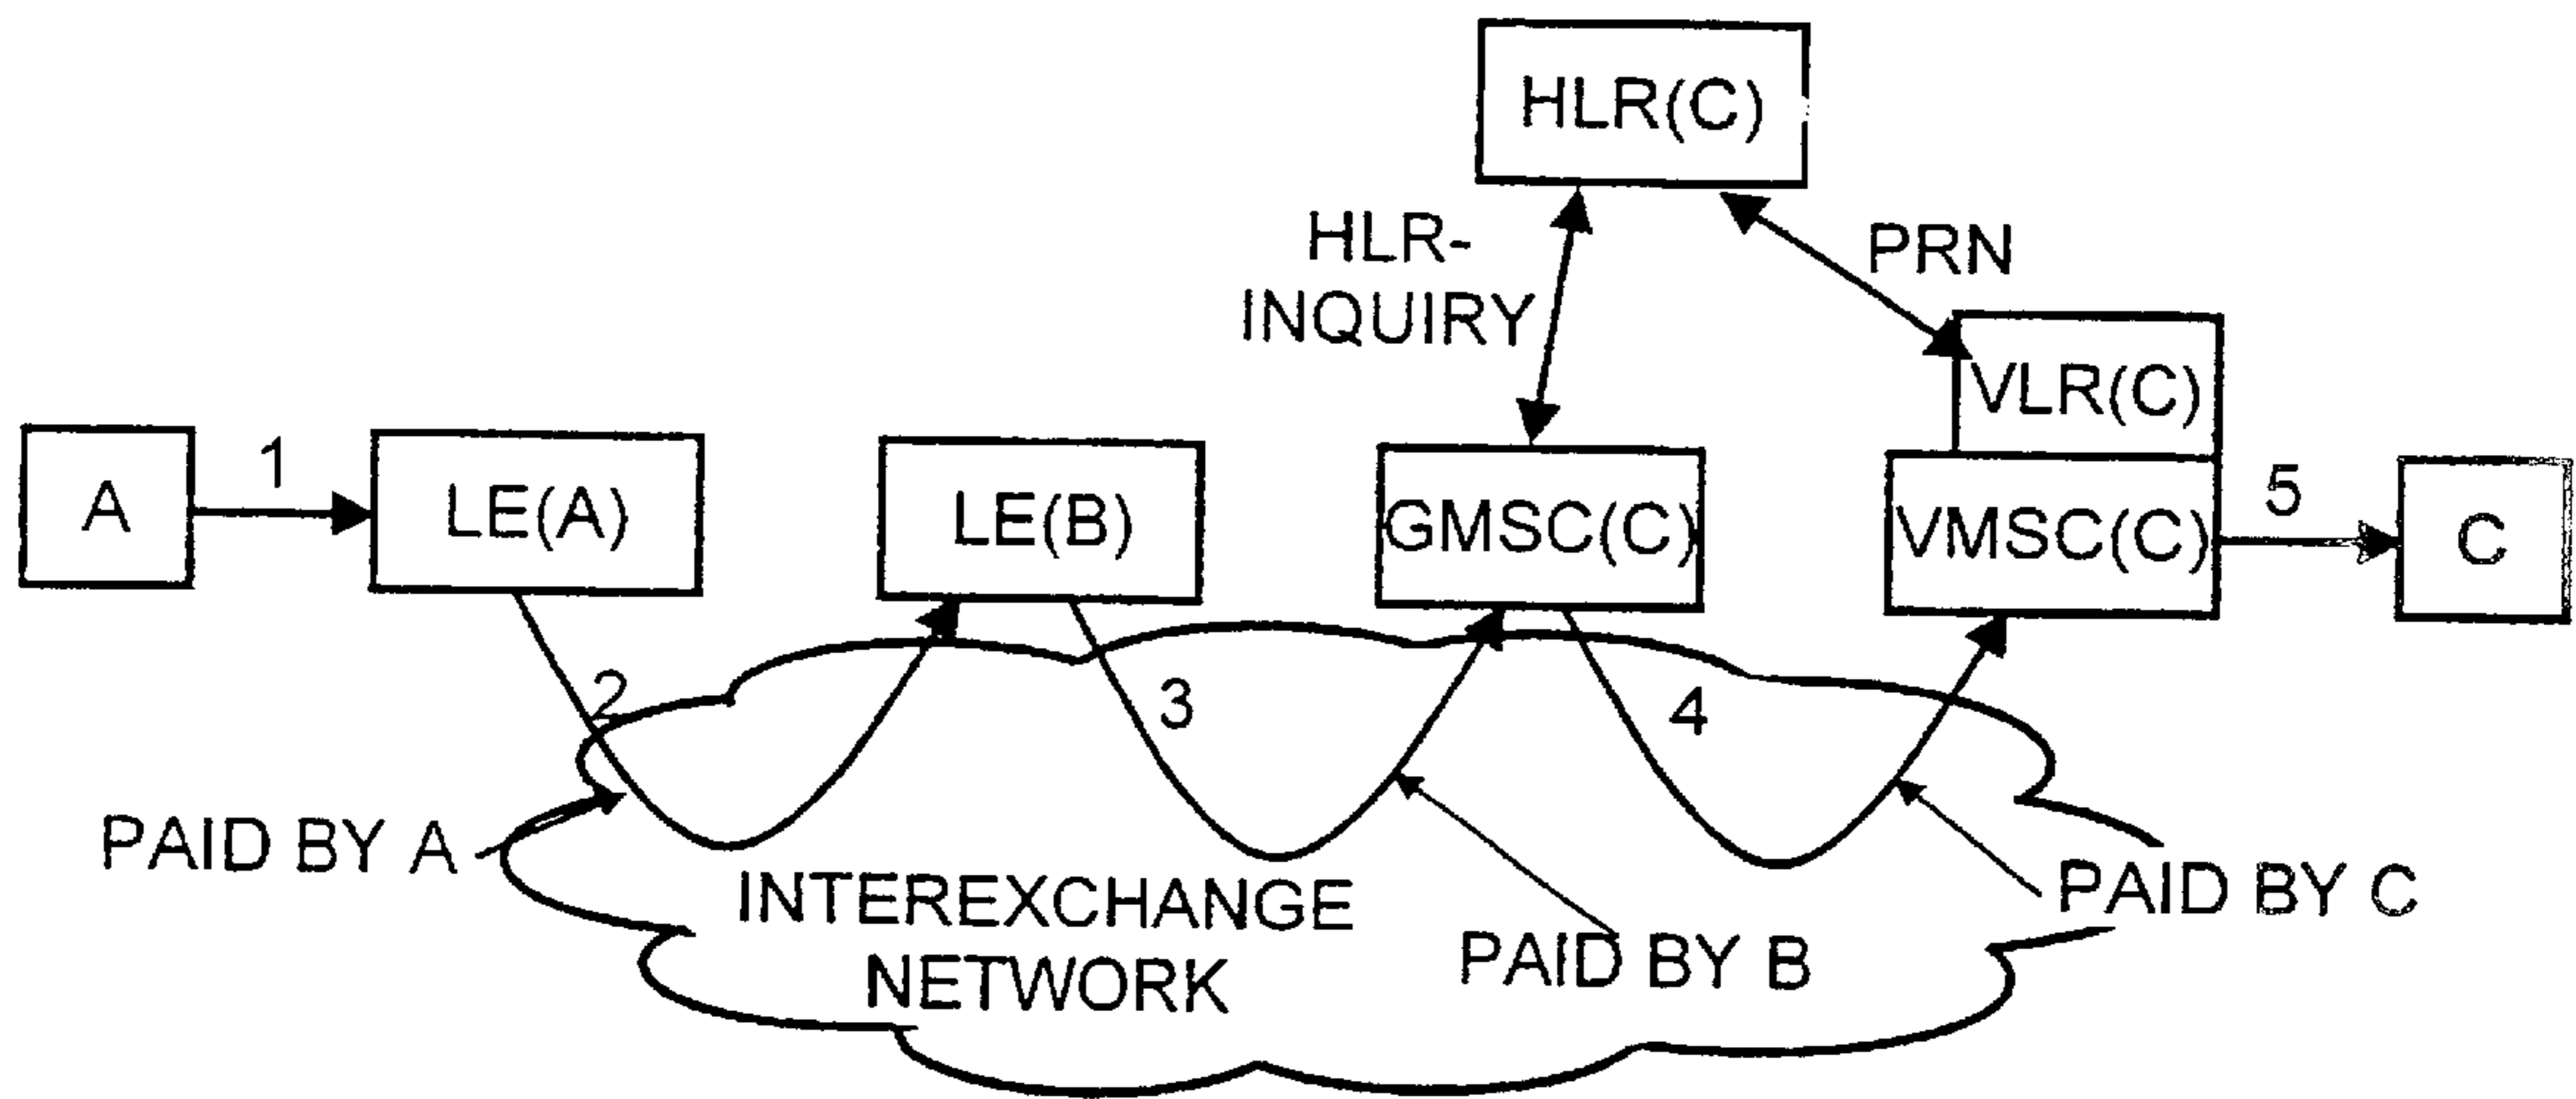 HLR(C)
HLR-
INQUIRY
PRN
VLR(C)
A
1
LE(A)
LE(B)
GMSC(C)
VMSC(C)
5
C
2
3
4
PAID BY A
INTEREXCHANGE
NETWORK
PAID BY B
PAID BY C